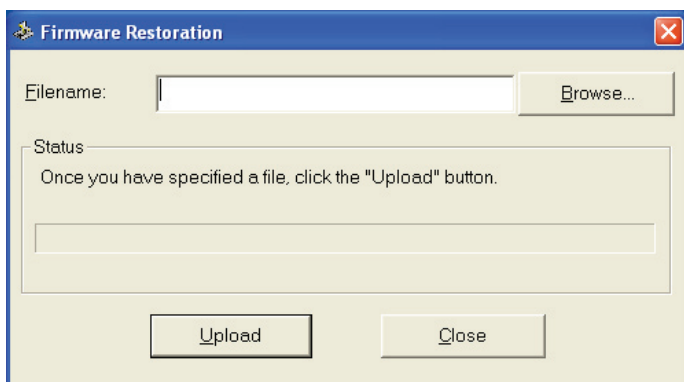 Firmware Restoration
Filename:
Browse...
Status
Once you have specified a file, click the "Upload" button.
Upload
Close